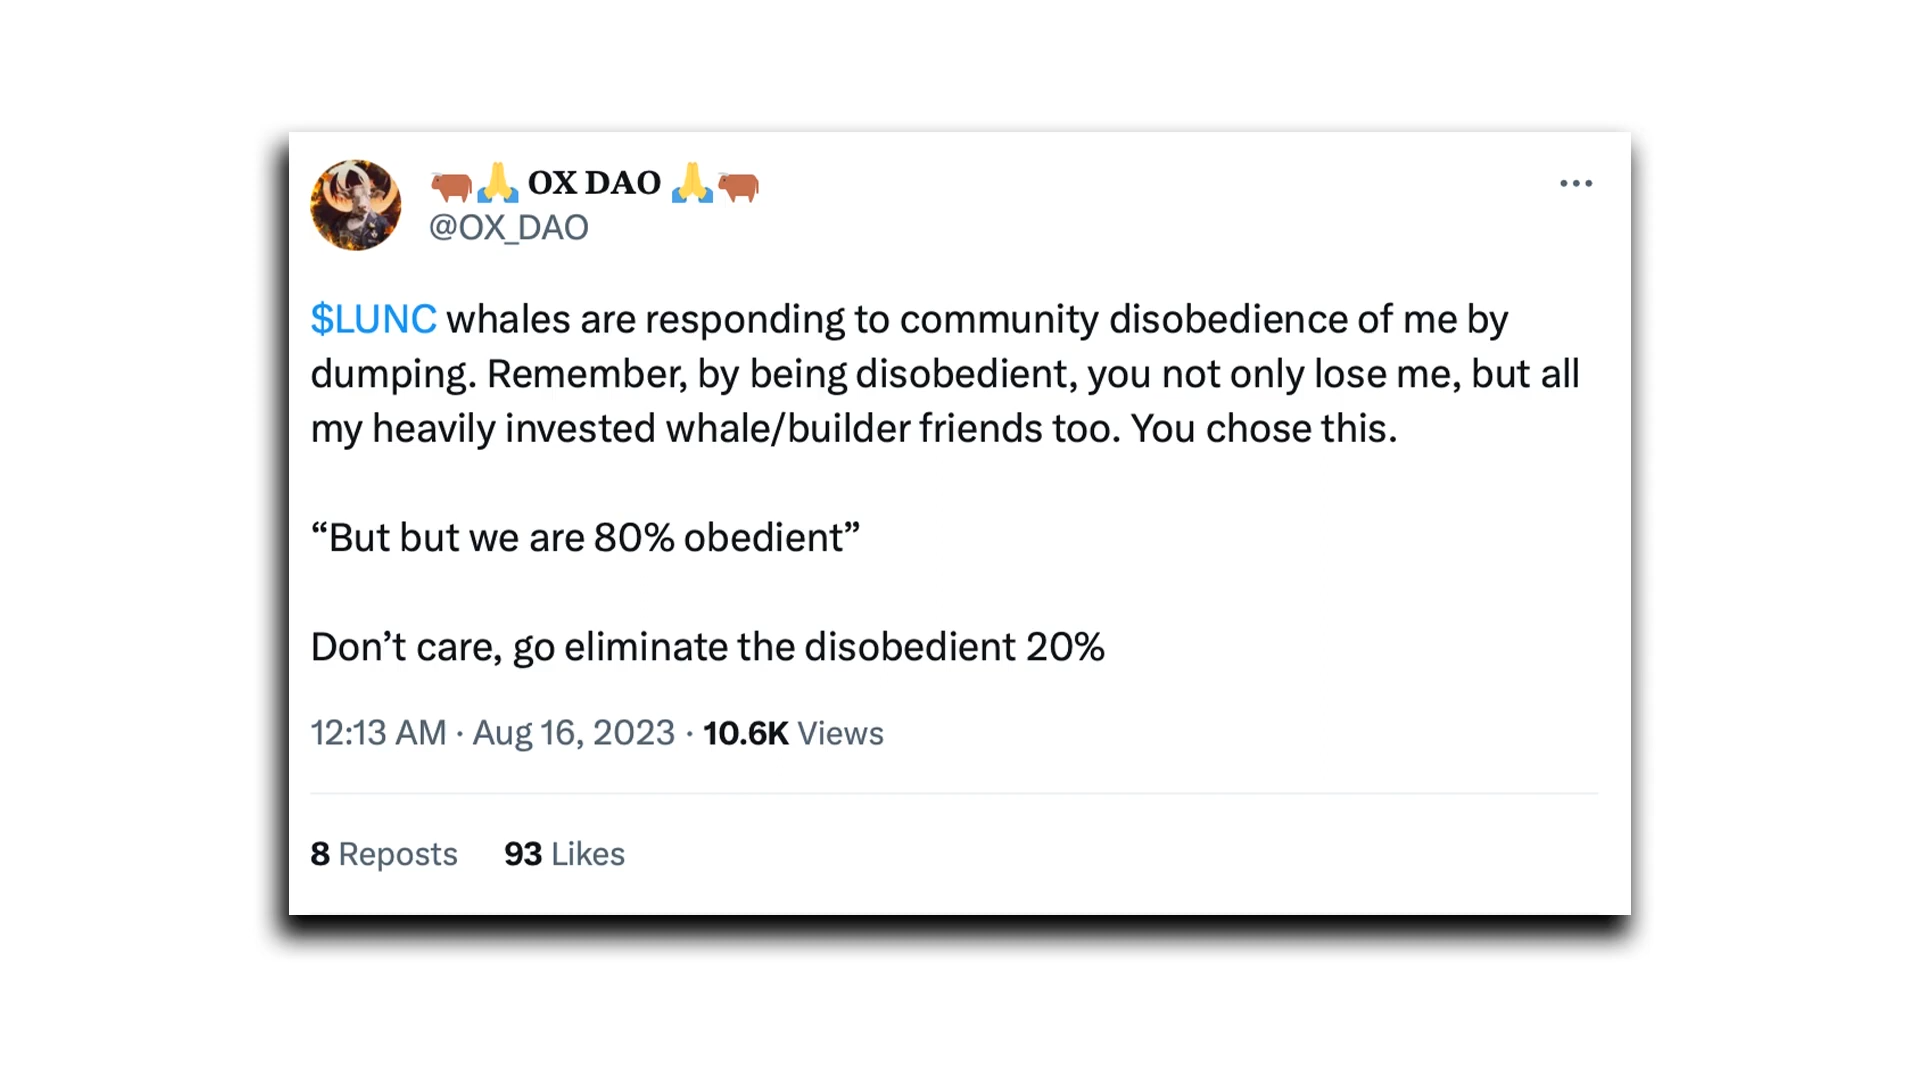 🐂🙏 OX DAO 🙏🐂
@OX_DAO
$LUNC whales are responding to community disobedience of me by
dumping. Remember, by being disobedient, you not only lose me, but all
my heavily invested whale/builder friends too. You chose this.
“But but we are 80% obedient”
Don’t care, go eliminate the disobedient 20%
12:13 AM · Aug 16, 2023 · 10.6K Views
8 Reposts 93 Likes